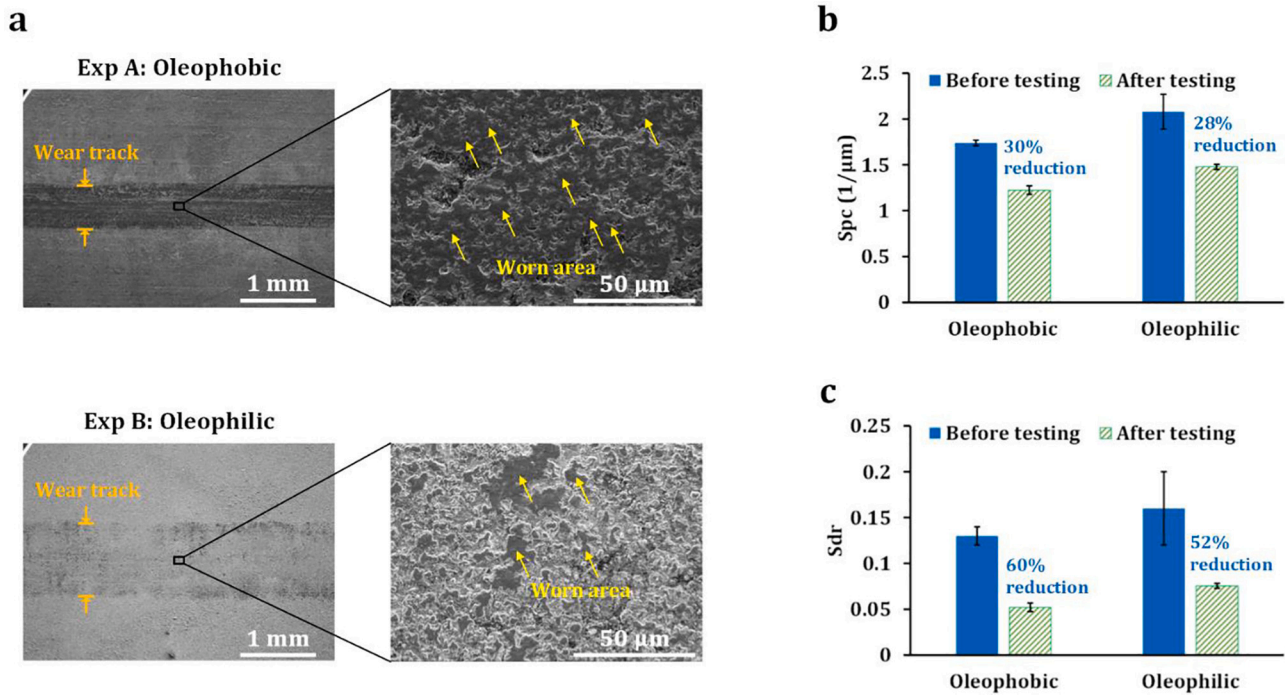 a
Exp A: Oleophobic
Wear track
1 mm
Worn area
50 μm
Exp B: Oleophilic
Wear track
1 mm
Worn area
50 μm
b
Spc (1/μm)
2.5
2
1.5
1
0.5
0
Before testing After testing
30%
reduction
28%
reduction
Oleophobic Oleophilic
c
Sdr
0.25
0.2
0.15
0.1
0.05
0
Before testing After testing
60%
reduction
52%
reduction
Oleophobic Oleophilic